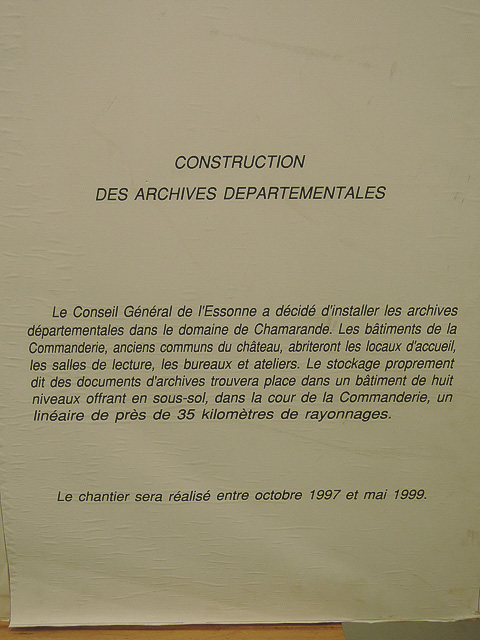 CONSTRUCTION
DES ARCHIVES DEPARTEMENTALES
Le Conseil Général de l'Essonne a décidé d'installer les archives
départementales dans le domaine de Chamarande. Les bâtiments de la
Commanderie, anciens communs du château, abriteront les locaux d'accueil,
les salles de lecture, les bureaux et ateliers. Le stockage proprement
dit des documents d'archives trouvera place dans un bâtiment de huit
niveaux offrant en sous-sol, dans la cour de la Commanderie, un
linéaire de près de 35 kilomètres de rayonnages.
Le chantier sera réalisé entre octobre 1997 et mai 1999.